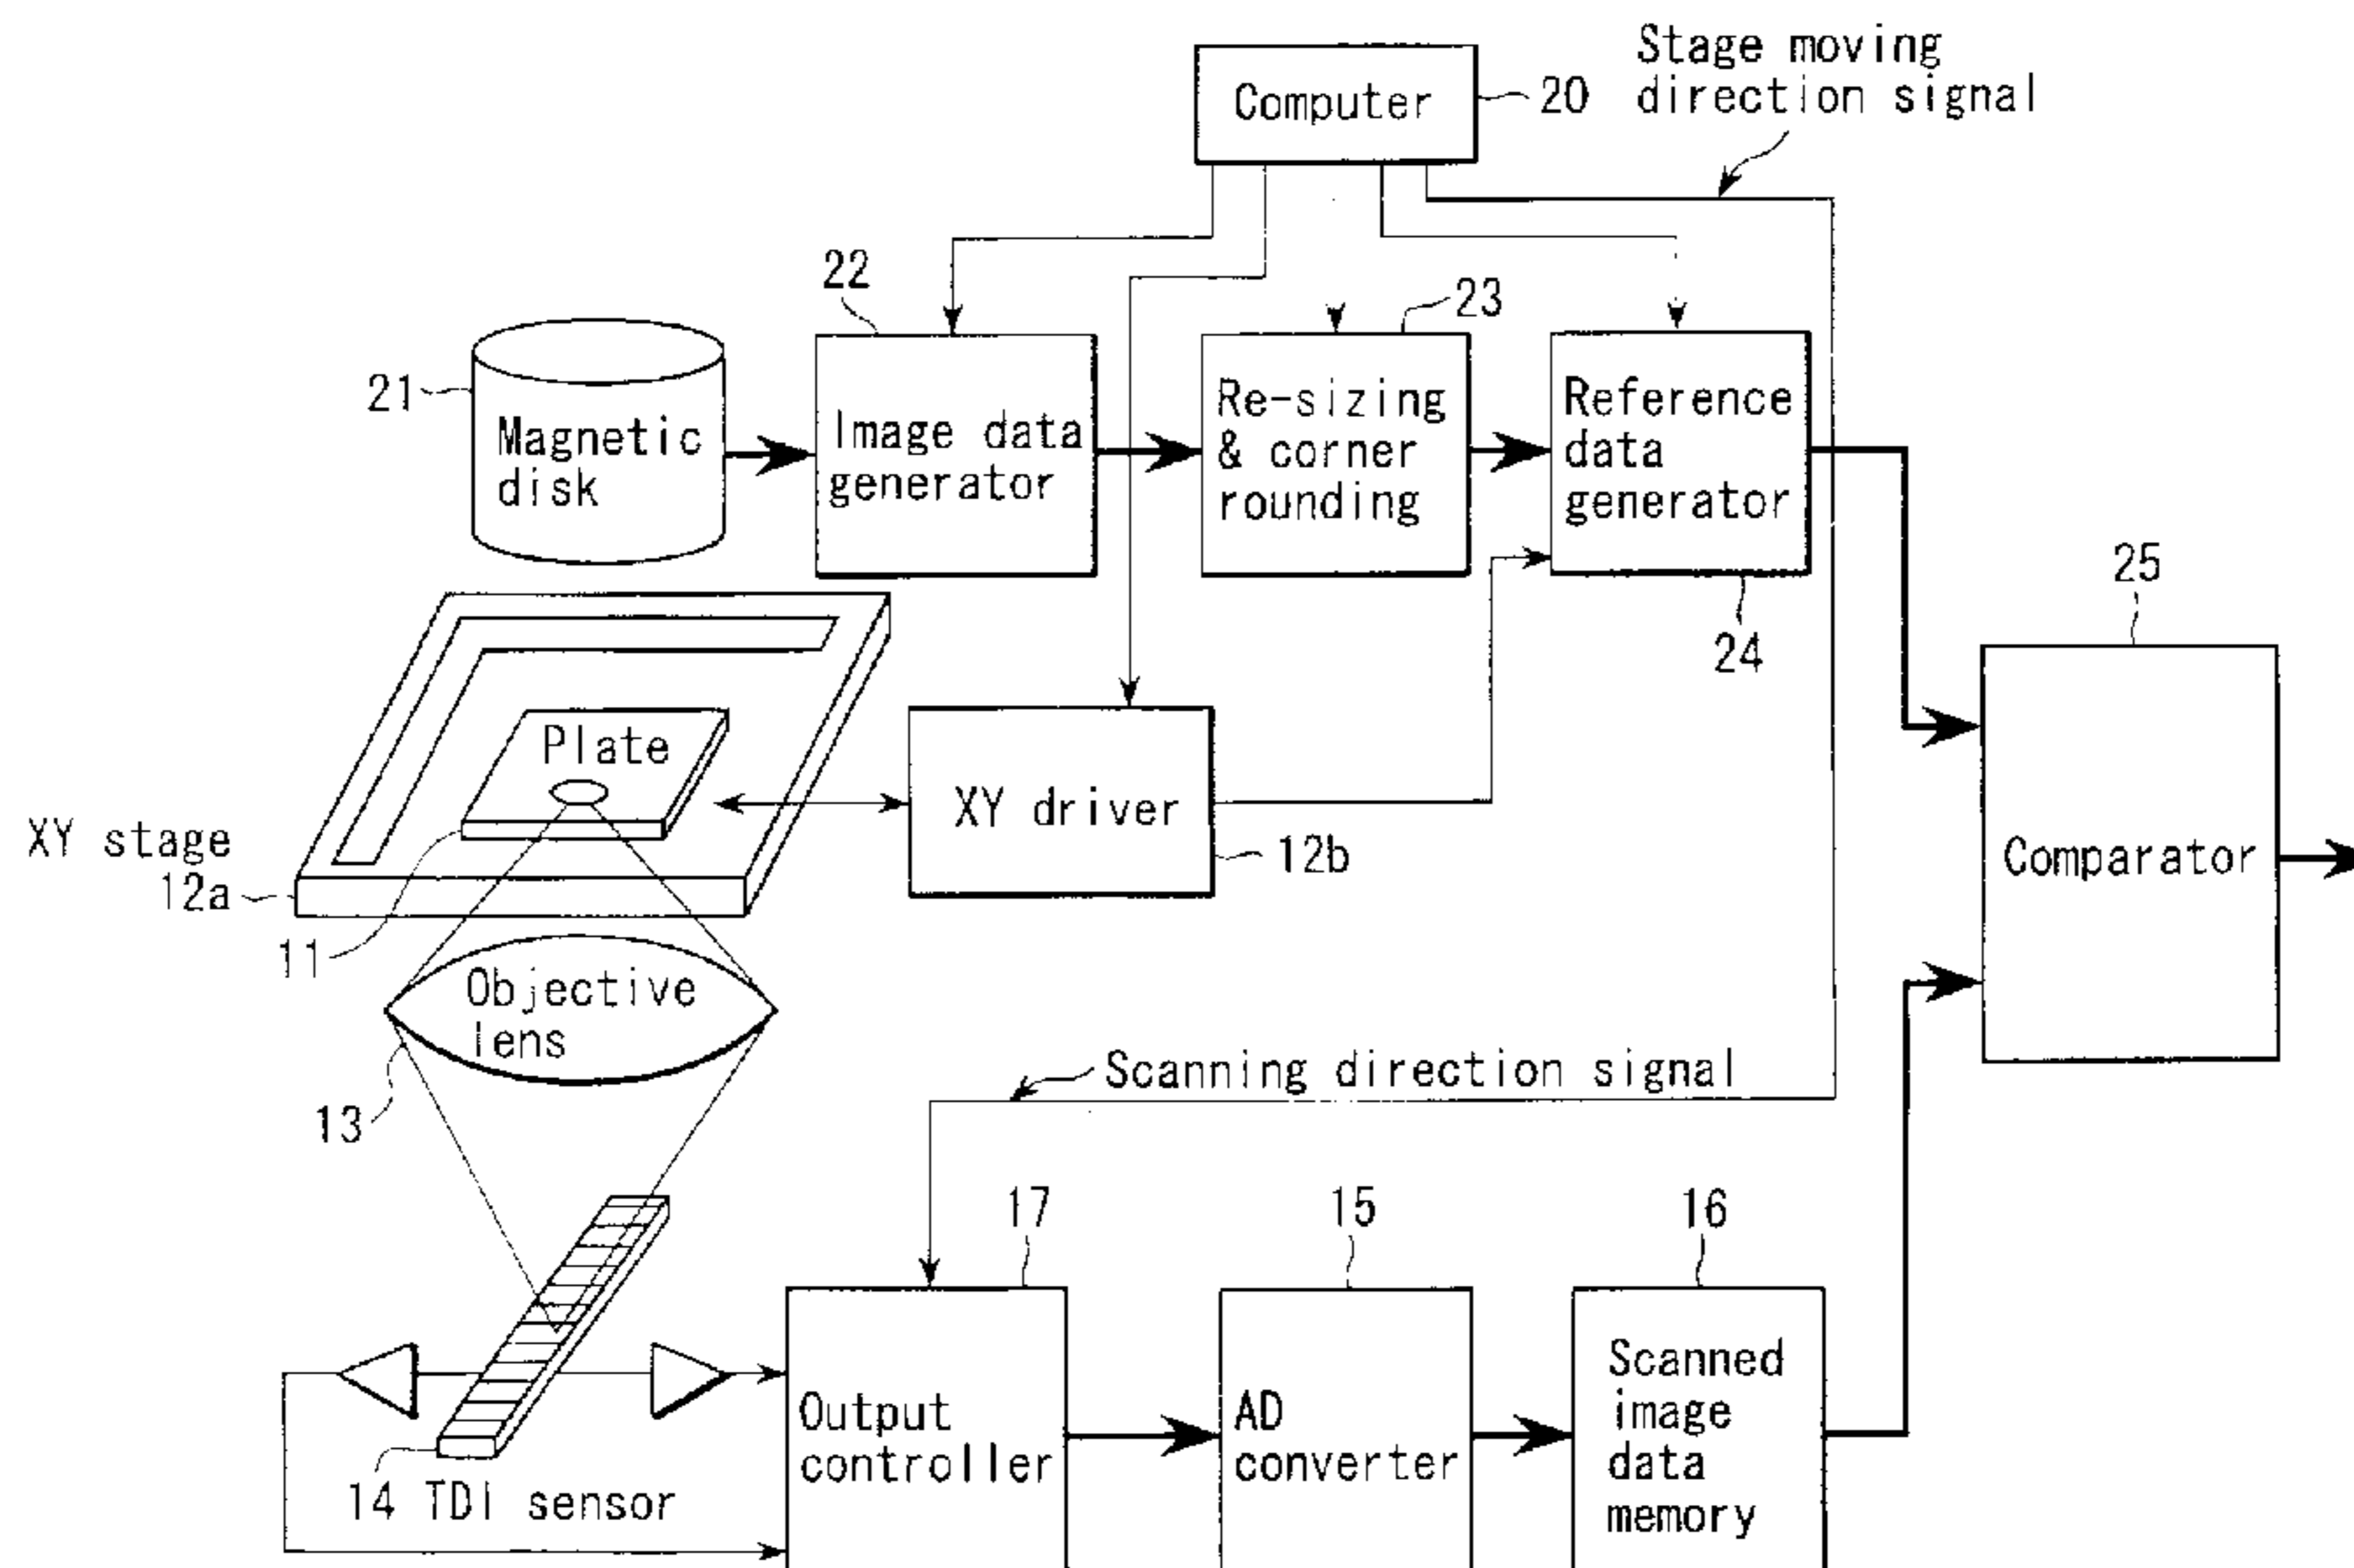 Computer
20
Stage moving
direction signal
22
23
21
Magnetic
disk
Image data
generator
Re-sizing
& corner
rounding
Reference
data
generator
24
25
Plate
XY driver
12b
Comparator
XY stage
12a
11
Objective
lens
13
Scanning direction signal
17
15
16
Output
controller
AD
converter
Scanned
image
data
memory
14 TDI sensor